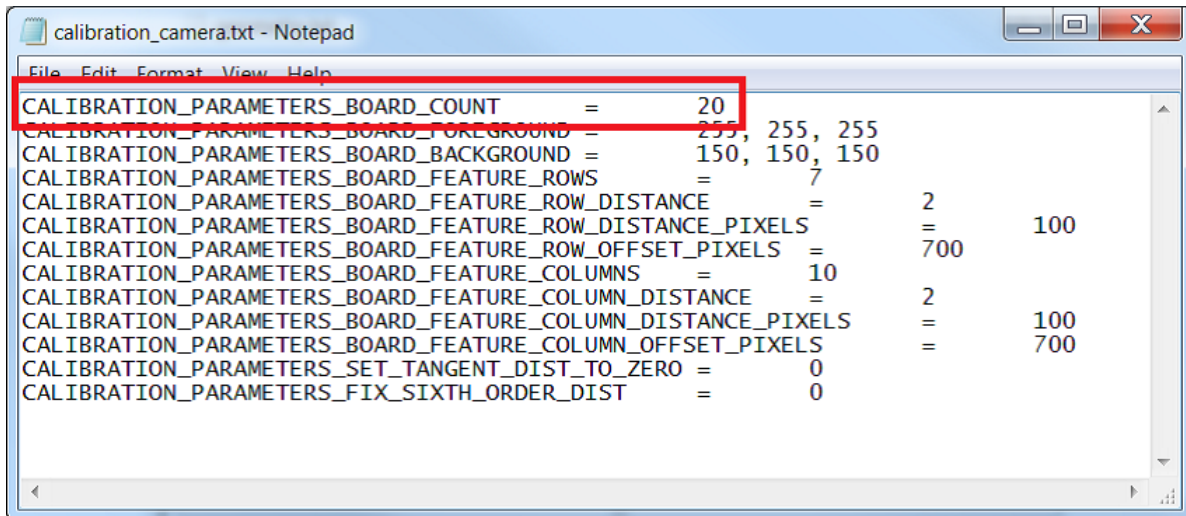 calibration_camera.txt - Notepad
File Edit Format View Help
CALIBRATION_PARAMETERS_BOARD_COUNT = 20
CALIBRATION_PARAMETERS_BOARD_FOREGROUND = 255, 255, 255
CALIBRATION_PARAMETERS_BOARD_BACKGROUND = 150, 150, 150
CALIBRATION_PARAMETERS_BOARD_FEATURE_ROWS = 7
CALIBRATION_PARAMETERS_BOARD_FEATURE_ROW_DISTANCE = 2
CALIBRATION_PARAMETERS_BOARD_FEATURE_ROW_DISTANCE_PIXELS = 100
CALIBRATION_PARAMETERS_BOARD_FEATURE_ROW_OFFSET_PIXELS = 700
CALIBRATION_PARAMETERS_BOARD_FEATURE_COLUMNS = 10
CALIBRATION_PARAMETERS_BOARD_FEATURE_COLUMN_DISTANCE = 2
CALIBRATION_PARAMETERS_BOARD_FEATURE_COLUMN_DISTANCE_PIXELS = 100
CALIBRATION_PARAMETERS_BOARD_FEATURE_COLUMN_OFFSET_PIXELS = 700
CALIBRATION_PARAMETERS_SET_TANGENT_DIST_TO_ZERO = 0
CALIBRATION_PARAMETERS_FIX_SIXTH_ORDER_DIST = 0